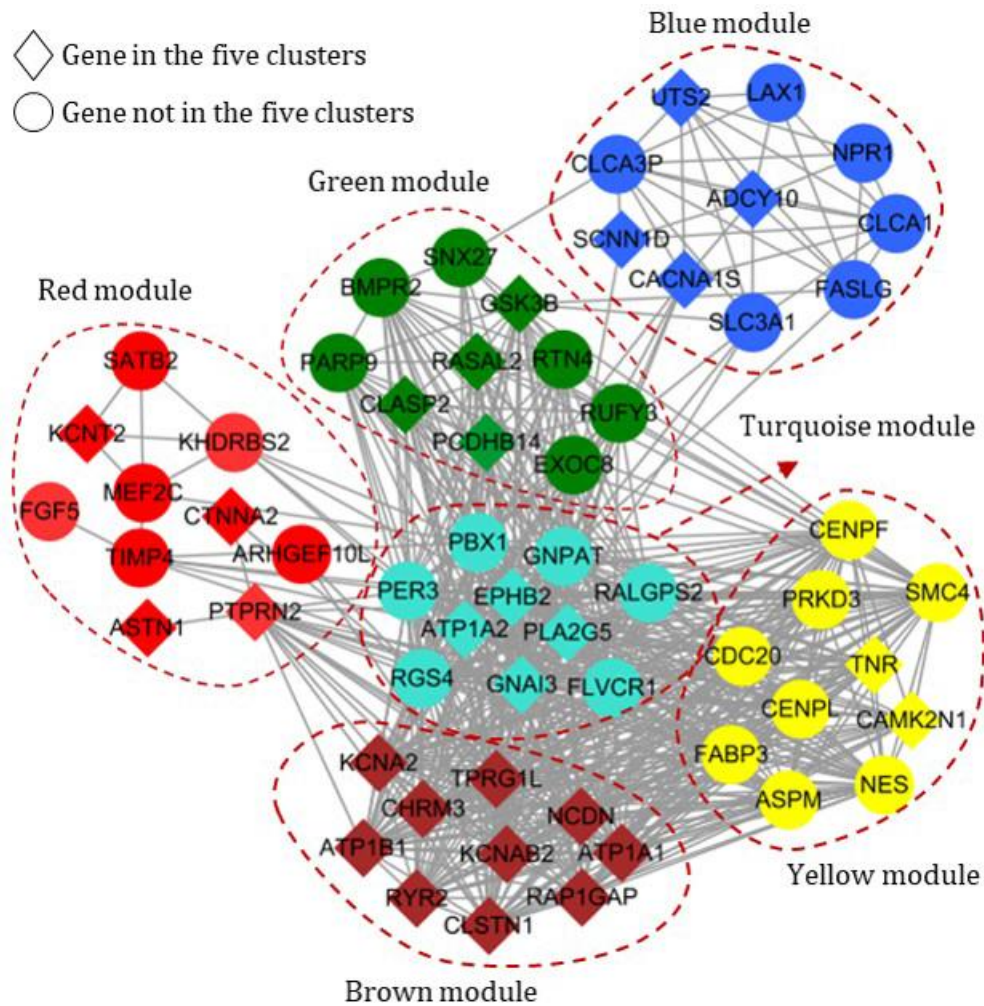 Blue module
Gene in the five clusters
Gene not in the five clusters
UTS2
LAX1
CLCA3P
NPR1
ADCY10
CLCA1
SCNN1D
CACNA1S
FASLG
SLC3A1
Green module
SNX27
BMPR2
GSK3B
PARP9
RASAL2
RTN4
CLASP2
RUFY3
PCDHB14
EXOC8
Red module
SATB2
KCNT2
KHDRBS2
MEF2C
FGF5
CTNNA2
TIMP4
ARHGEF10L
ASTN1
PTPRN2
Turquoise module
PBX1
GNPAT
PER3
EPHB2
RALGPS2
ATP1A2
PLA2G5
RGS4
GNAI3
FLVCR1
CENPF
PRKD3
SMC4
CDC20
TNR
CENPL
CAMK2N1
FABP3
ASPM
NES
Yellow module
KCNA2
TPRG1L
CHRM3
NCDN
ATP1B1
KCNAB2
ATP1A1
RYR2
RAP1GAP
CLSTN1
Brown module